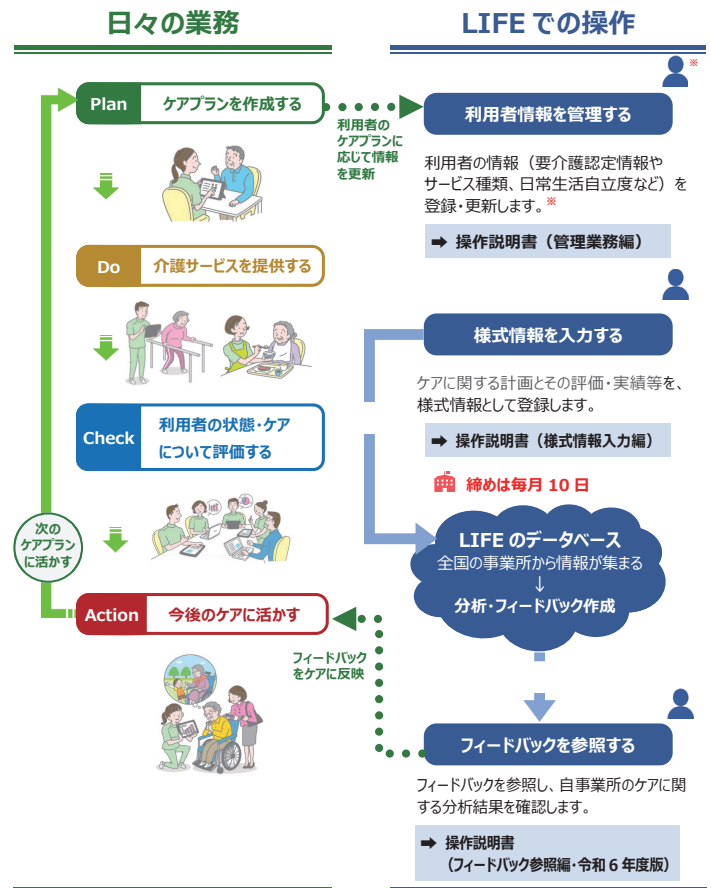 日々の業務
Plan ケアプランを作成する
利用者の
ケアプランに
応じて情報
を更新
Do 介護サービスを提供する
Check 利用者の状態・ケア
について評価する
次の
ケアプラン
に活かす
Action 今後のケアに活かす
フィードバック
をケアに反映
LIFE での操作
※
利用者情報を管理する
利用者の情報（要介護認定情報や
サービス種類、日常生活自立度など）を
登録・更新します。※
➡ 操作説明書（管理業務編）
様式情報を入力する
ケアに関する計画とその評価・実績等を、
様式情報として登録します。
➡ 操作説明書（様式情報入力編）
締めは毎月 10 日
LIFE のデータベース
全国の事業所から情報が集まる
↓
分析・フィードバック作成
フィードバックを参照する
フィードバックを参照し、自事業所のケアに関
する分析結果を確認します。
➡ 操作説明書
（フィードバック参照編・令和 6 年度版）